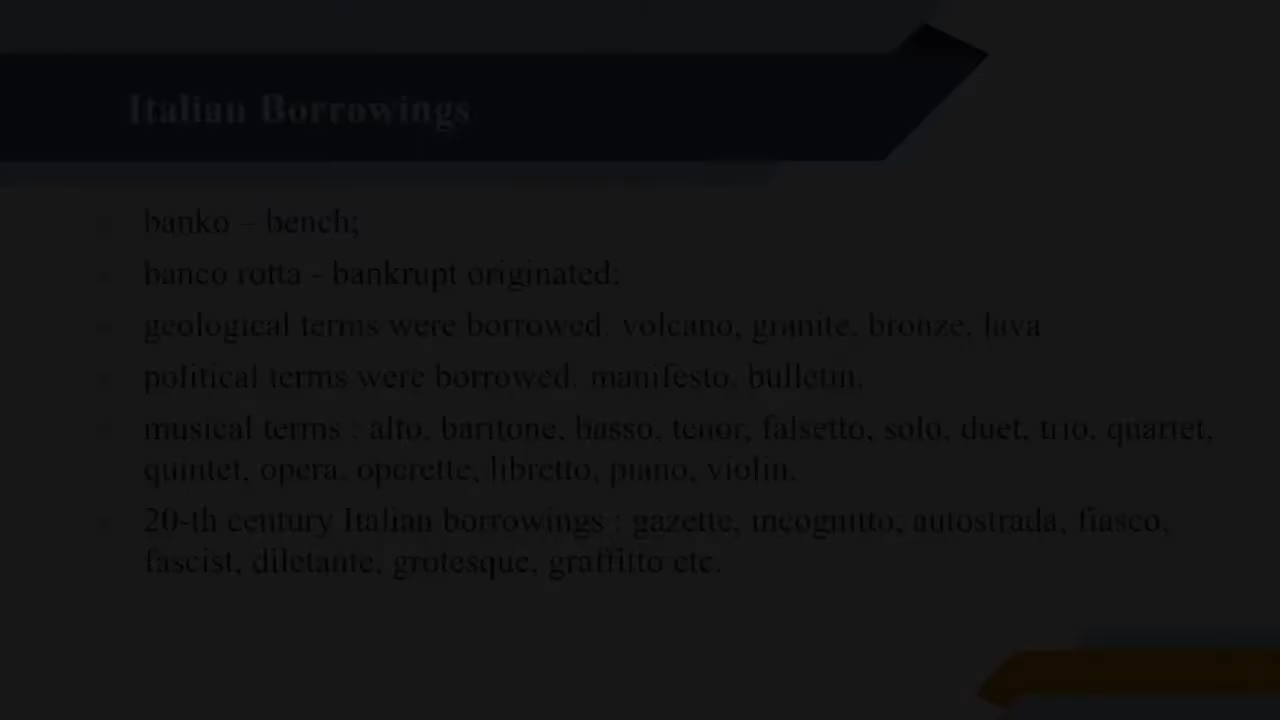 Italian Borrowings
banko – bench;
banco rotta - bankrupt originated;
geological terms were borrowed: volcano, granite, bronze, lava
political terms were borrowed: manifesto, bulletin.
musical terms : alto, baritone, basso, tenor, falsetto, solo, duet, trio, quartet,
quintet, opera, operette, libretto, piano, violin.
20-th century Italian borrowings : gazette, incognitto, autostrada, fiasco,
fascist, diletante, grotesque, graffitto etc.